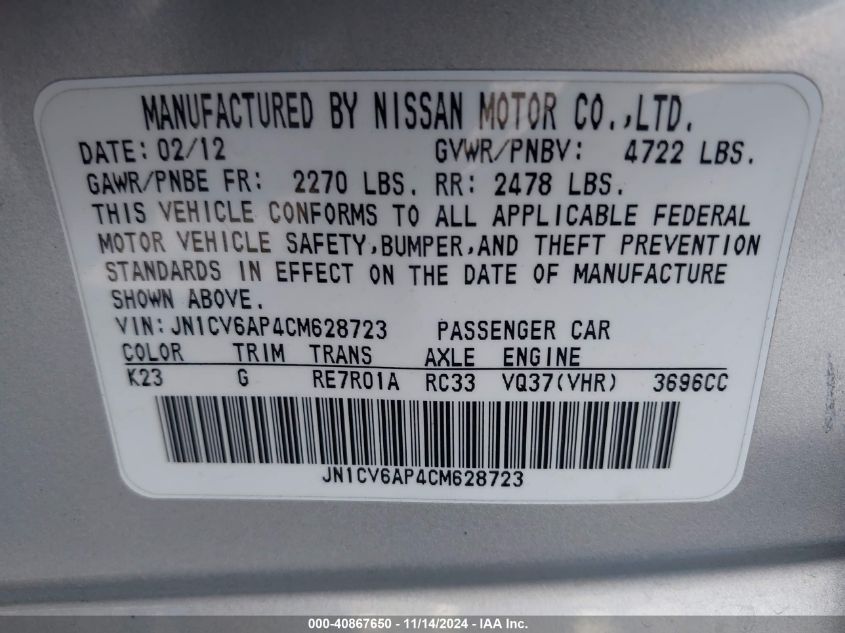 MANUFACTURED BY NISSAN MOTOR CO.,LTD.
DATE: 02/12 GVWR/PNBV: 4722 LBS.
GAWR/PNBE FR: 2270 LBS. RR: 2478 LBS.
THIS VEHICLE CONFORMS TO ALL APPLICABLE FEDERAL
MOTOR VEHICLE SAFETY,BUMPER,AND THEFT PREVENTION
STANDARDS IN EFFECT ON THE DATE OF MANUFACTURE
SHOWN ABOVE.
VIN: JN1CV6AP4CM628723 PASSENGER CAR
COLOR TRIM TRANS AXLE ENGINE
K23 G RE7R01A RC33 VQ37(VHR) 3696CC
JN1CV6AP4CM628723
000-40867650 - 11/14/2024 - IAA Inc.